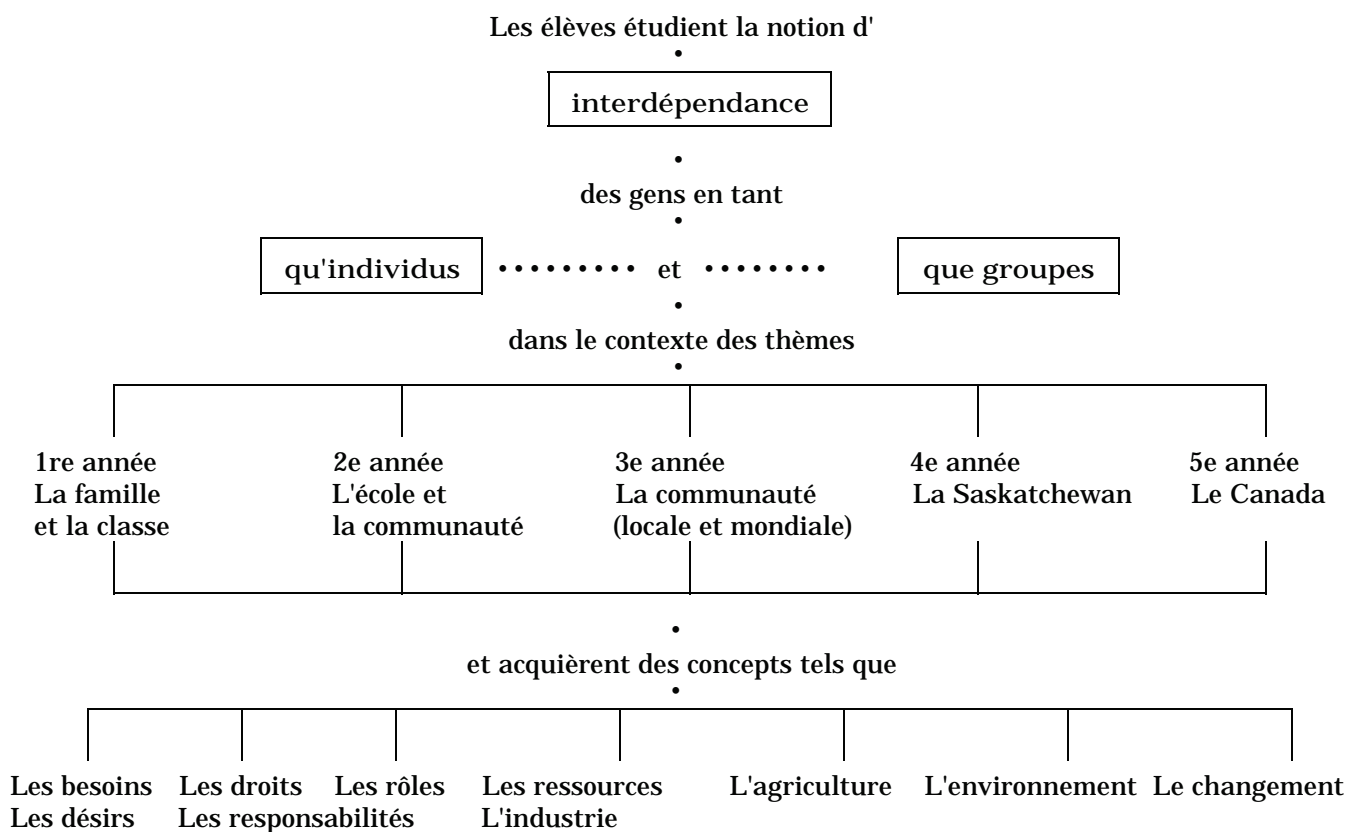 Les élèves étudient la notion d'
•
interdépendance
•
des gens en tant
•
qu'individus ••••••••• et •••••••• que groupes
•
dans le contexte des thèmes
•
1re année
La famille
et la classe
2e année
L'école et
la communauté
3e année
La communauté
(locale et mondiale)
4e année
La Saskatchewan
5e année
Le Canada
•
et acquièrent des concepts tels que
•
Les besoins Les droits Les rôles Les ressources L'agriculture L'environnement Le changement
Les désirs Les responsabilités L'industrie